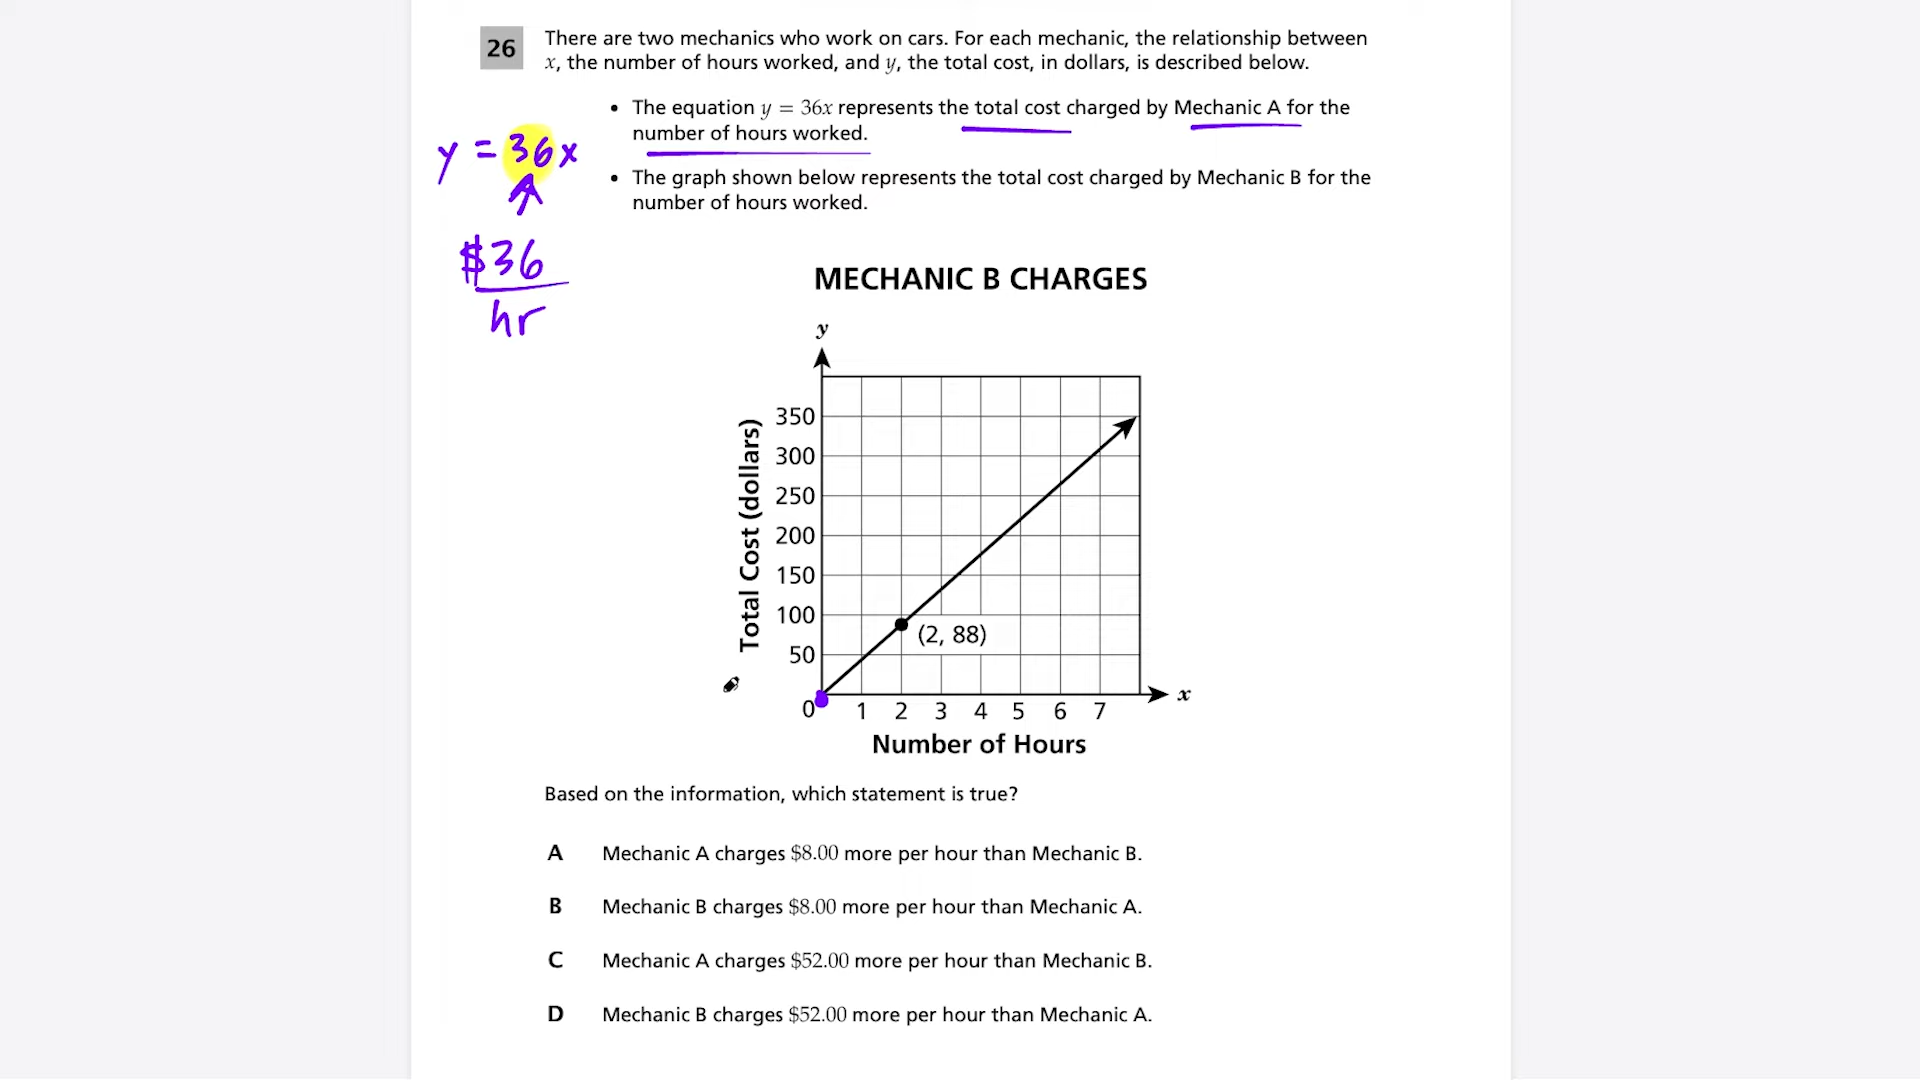 26 There are two mechanics who work on cars. For each mechanic, the relationship between
x, the number of hours worked, and y, the total cost, in dollars, is described below.
• The equation y = 36x represents the total cost charged by Mechanic A for the
number of hours worked.
y = 36x
• The graph shown below represents the total cost charged by Mechanic B for the
number of hours worked.
$36
hr
MECHANIC B CHARGES
y
Total Cost (dollars)
350
300
250
200
150
100
50
(2, 88)
0 1 2 3 4 5 6 7 x
Number of Hours
Based on the information, which statement is true?
A Mechanic A charges $8.00 more per hour than Mechanic B.
B Mechanic B charges $8.00 more per hour than Mechanic A.
C Mechanic A charges $52.00 more per hour than Mechanic B.
D Mechanic B charges $52.00 more per hour than Mechanic A.